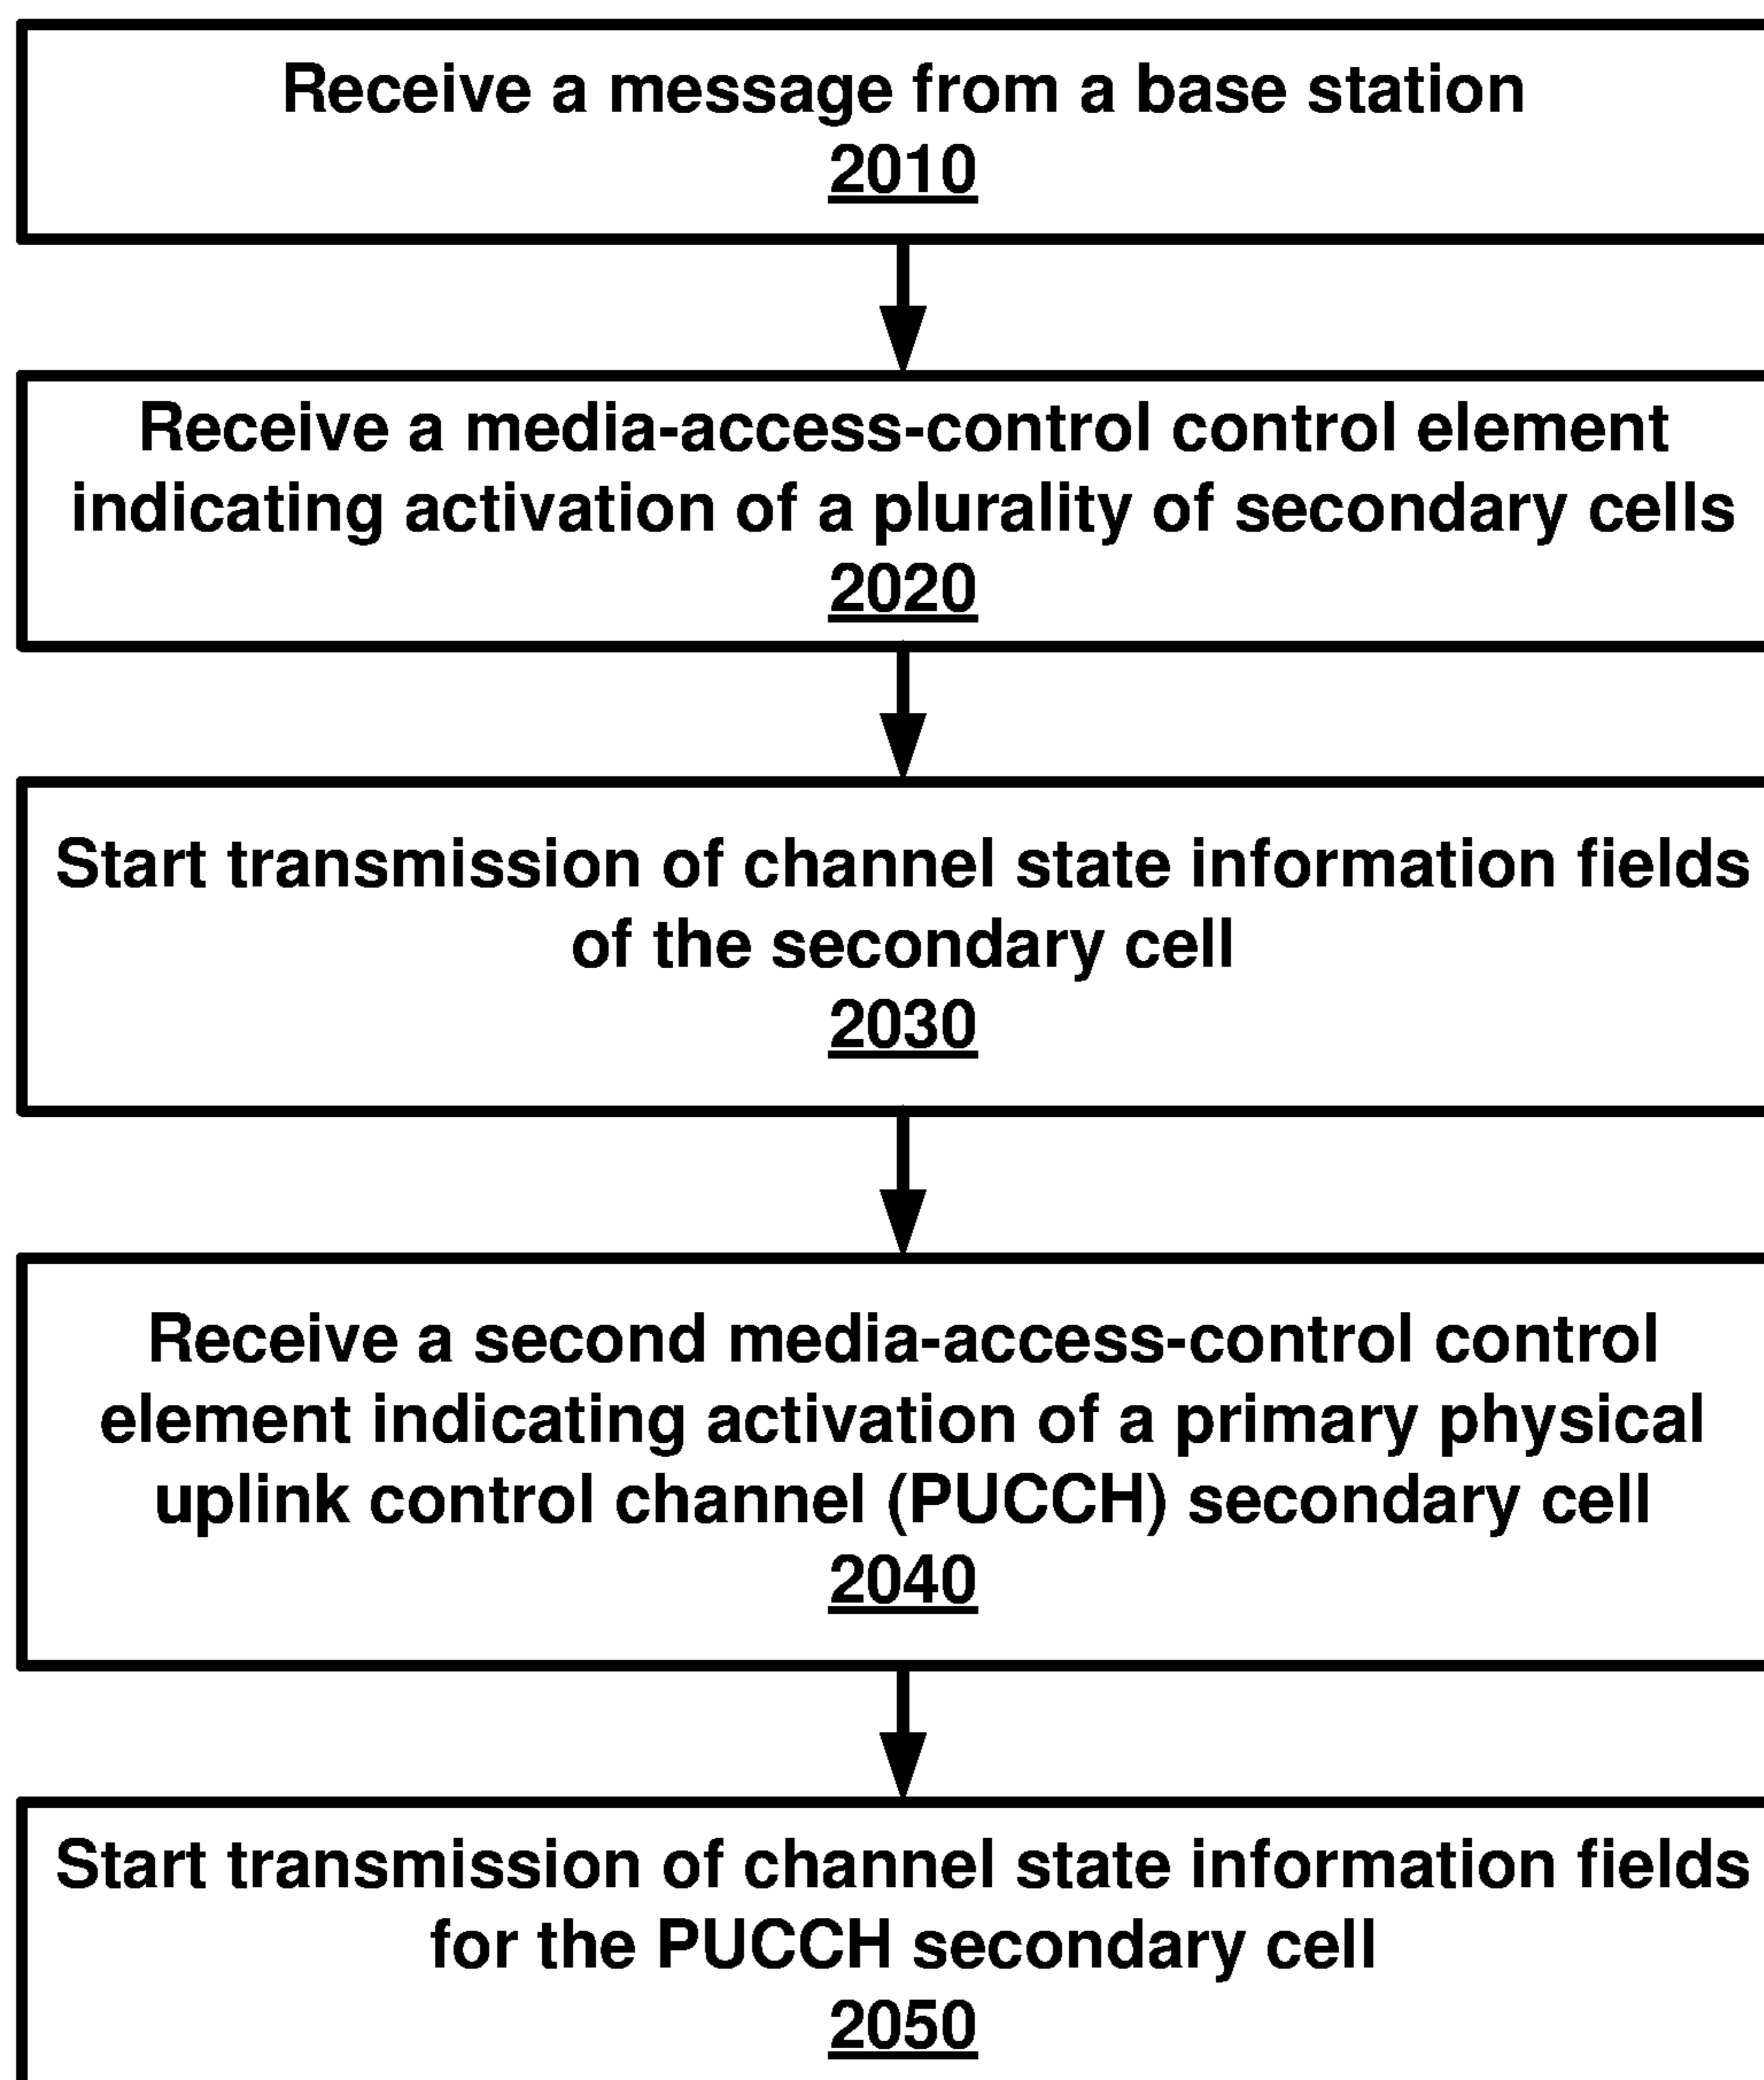 Receive a message from a base station
2010
Receive a media-access-control control element
indicating activation of a plurality of secondary cells
2020
Start transmission of channel state information fields
of the secondary cell
2030
Receive a second media-access-control control
element indicating activation of a primary physical
uplink control channel (PUCCH) secondary cell
2040
Start transmission of channel state information fields
for the PUCCH secondary cell
2050